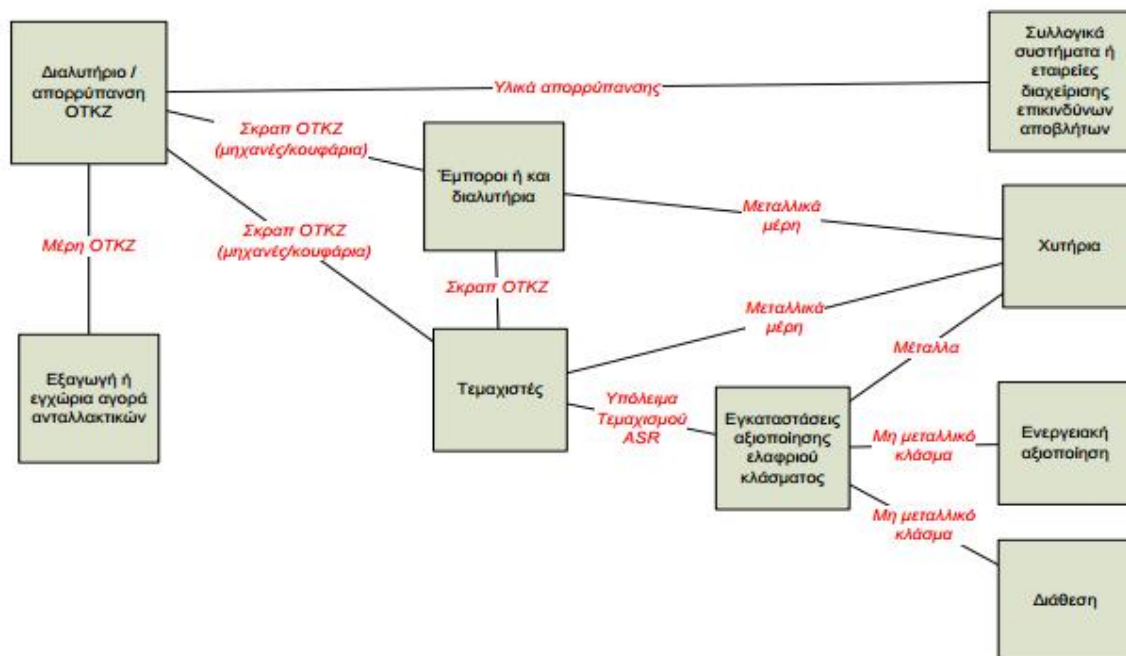 Διαλυτήριο /
απορρύπανση
ΟΤΚΖ
Υλικά απορρύπανσης
Συλλογικά
συστήματα ή
εταιρείες
διαχείρισης
επικινδύνων
αποβλήτων
Σκραπ ΟΤΚΖ
(μηχανές/κουφάρια)
Έμποροι ή και
διαλυτήρια
Μεταλλικά
μέρη
Χυτήρια
Μέρη ΟΤΚΖ
Σκραπ ΟΤΚΖ
(μηχανές/κουφάρια)
Σκραπ ΟΤΚΖ
Μεταλλικά
μέρη
Μέταλλα
Εξαγωγή ή
εγχώρια αγορά
ανταλλακτικών
Τεμαχιστές
Υπόλειμα
Τεμαχισμού
ASR
Εγκαταστάσεις
αξιοποίησης
ελαφριού
κλάσματος
Μη μεταλλικό
κλάσμα
Ενεργειακή
αξιοποίηση
Μη μεταλλικό
κλάσμα
Διάθεση